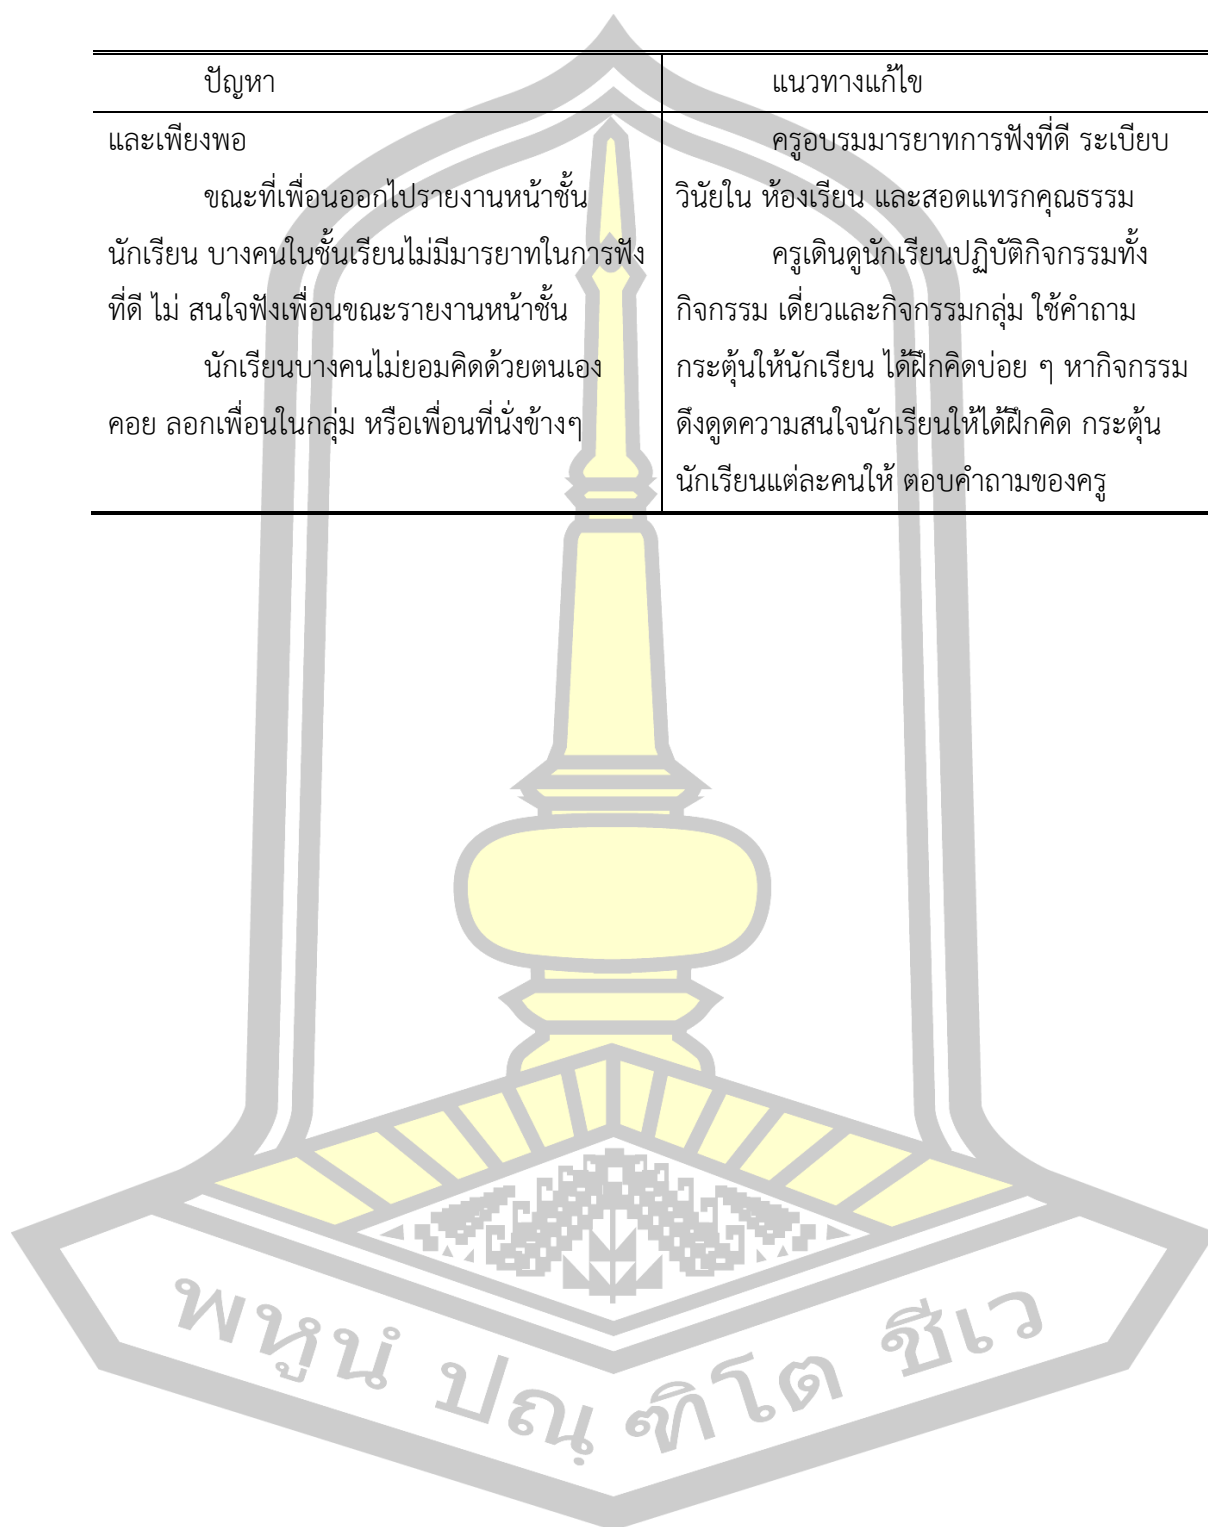 ปัญหา แนวทางแก้ไข
และเพียงพอ
ขณะที่เพื่อนออกไปรายงานหน้าชั้น
นักเรียน บางคนในชั้นเรียนไม่มีมารยาทในการฟัง
ที่ดี ไม่ สนใจฟังเพื่อนขณะรายงานหน้าชั้น
นักเรียนบางคนไม่ยอมคิดด้วยตนเอง
คอย ลอกเพื่อนในกลุ่ม หรือเพื่อนที่นั่งข้างๆ
ครูอบรมมารยาทการฟังที่ดี ระเบียบ
วินัยใน ห้องเรียน และสอดแทรกคุณธรรม
ครูเดินดูนักเรียนปฏิบัติกิจกรรมทั้ง
กิจกรรม เดี่ยวและกิจกรรมกลุ่ม ใช้คำถาม
กระตุ้นให้นักเรียน ได้ฝึกคิดบ่อย ๆ หากิจกรรม
ดึงดูดความสนใจนักเรียนให้ได้ฝึกคิด กระตุ้น
นักเรียนแต่ละคนให้ ตอบคำถามของครู
พหูนํ ปณฺ ฑิโต ชีเว